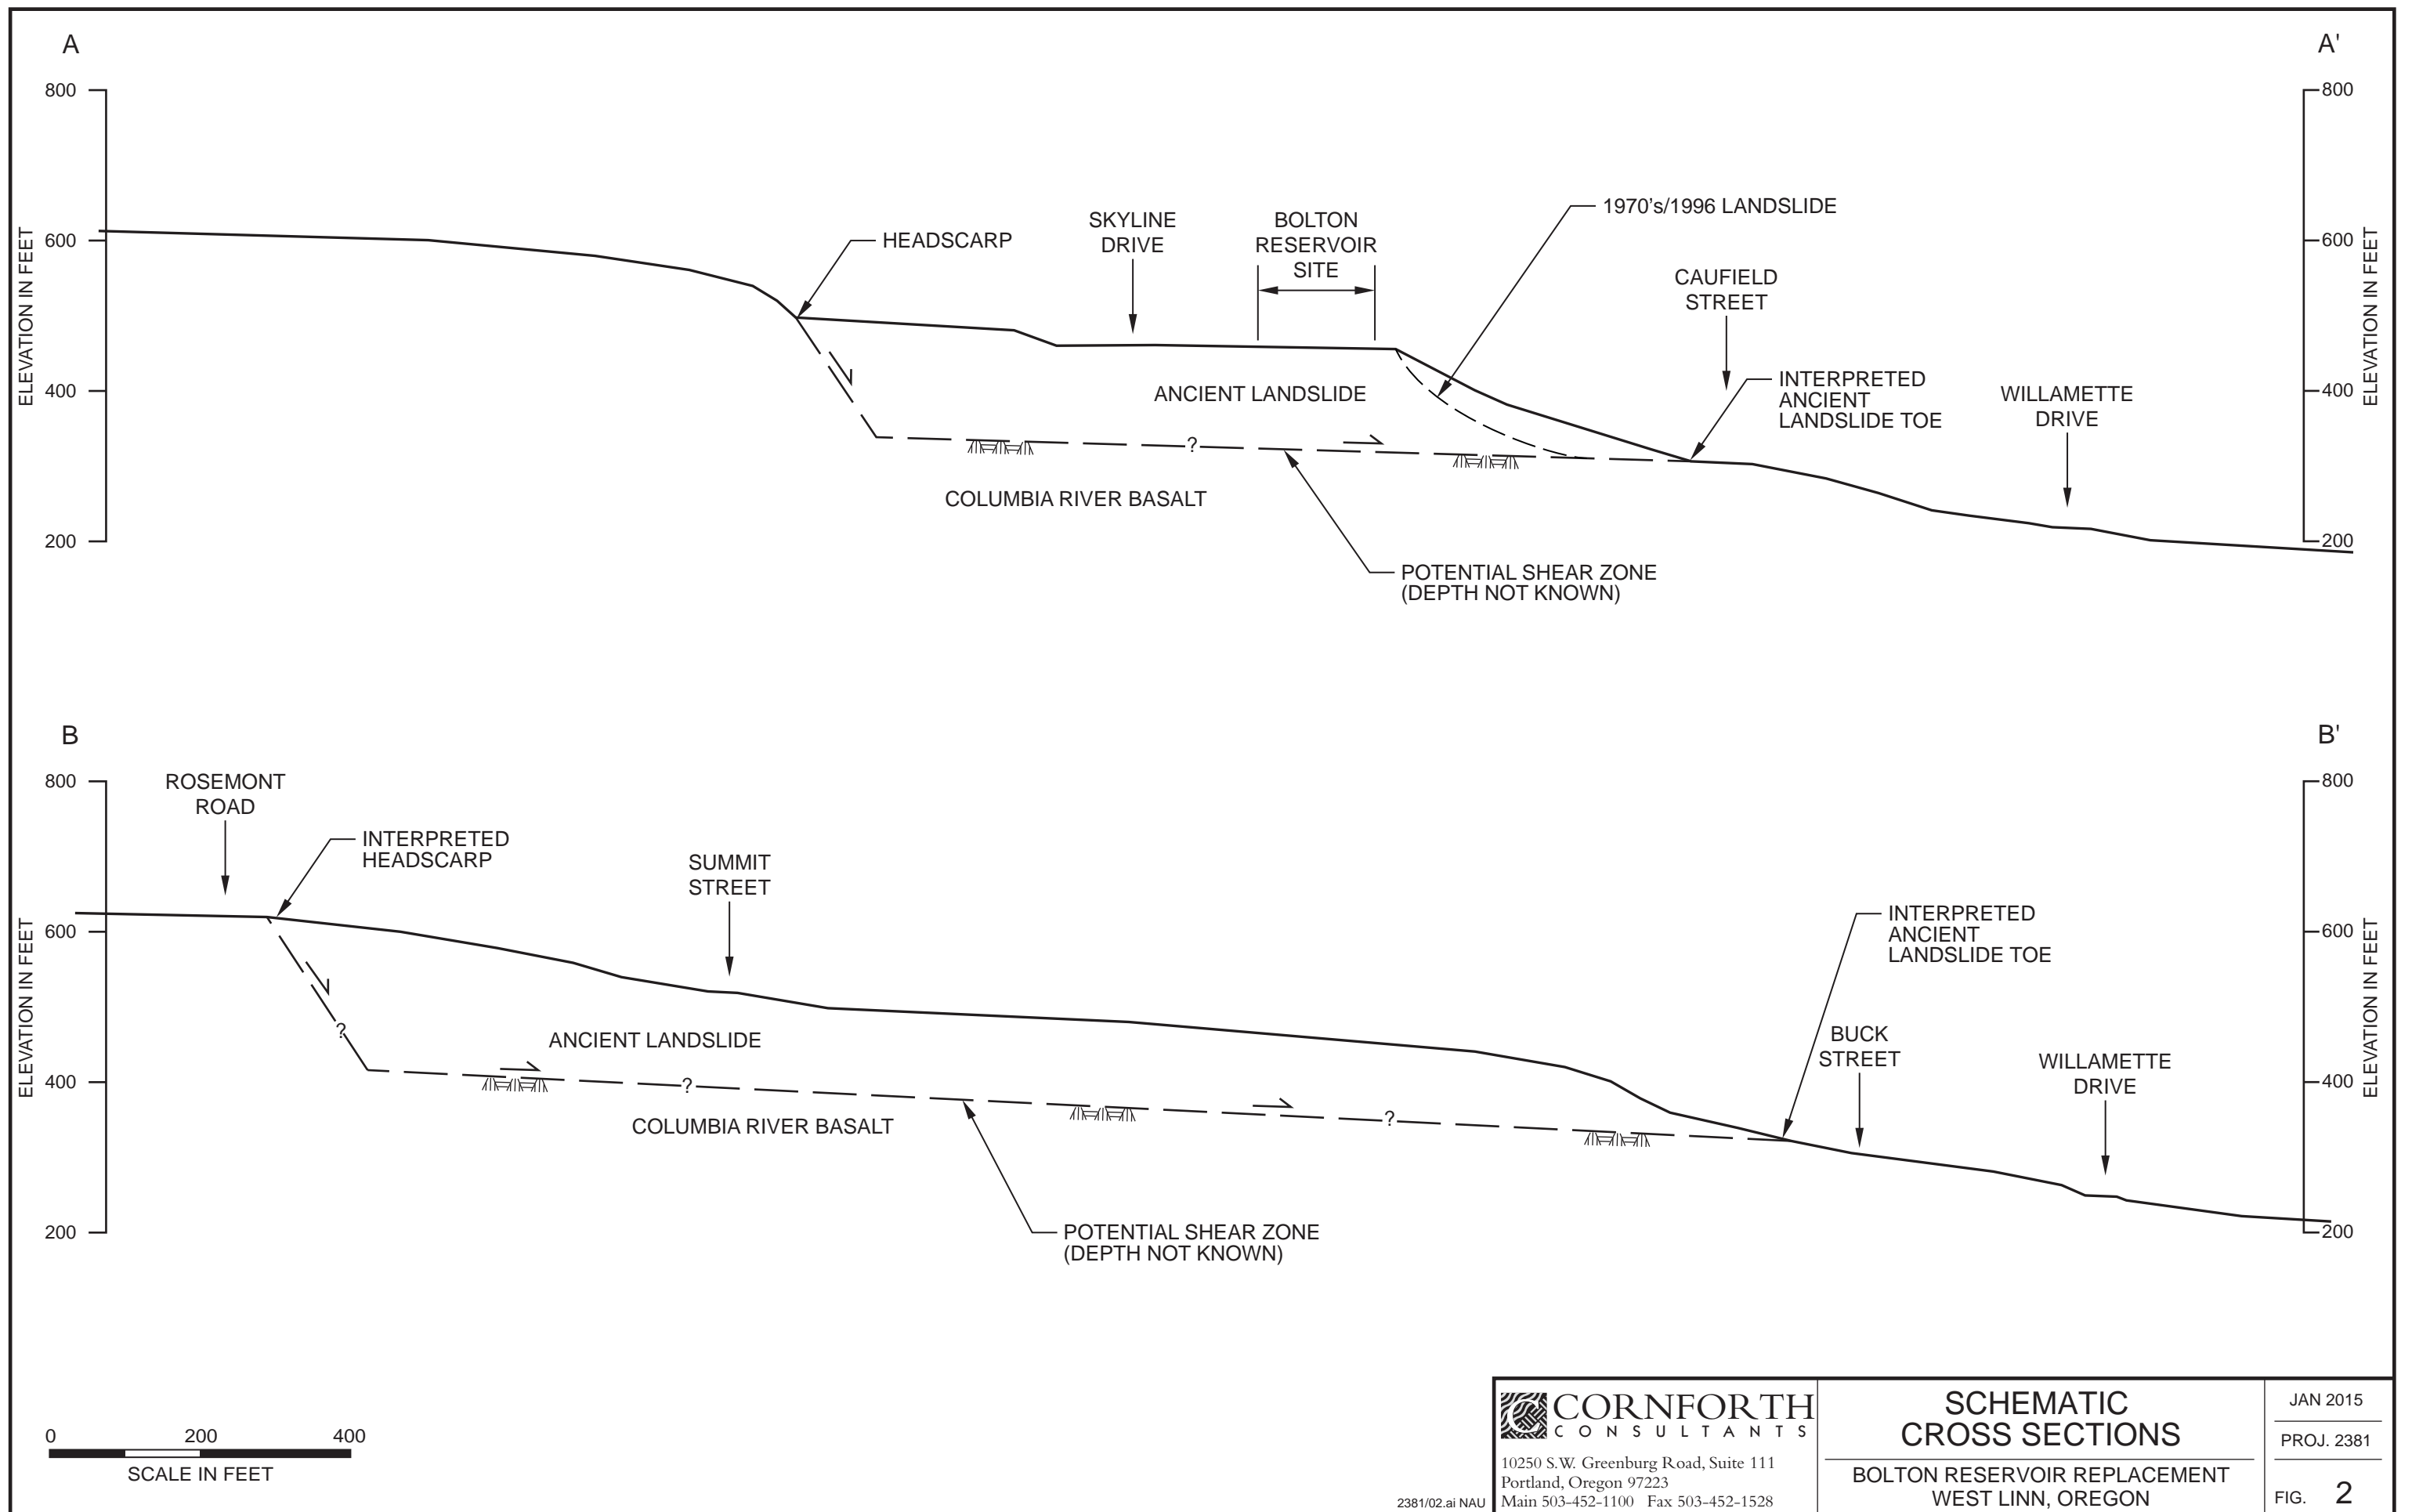 A
A'
800
800
600
600
400
400
200
200
ELEVATION IN FEET
ELEVATION IN FEET
HEADSCARP
SKYLINE
DRIVE
BOLTON
RESERVOIR
SITE
1970's/1996 LANDSLIDE
CAUFIELD
STREET
INTERPRETED
ANCIENT
LANDSLIDE TOE
WILLAMETTE
DRIVE
ANCIENT LANDSLIDE
?
COLUMBIA RIVER BASALT
POTENTIAL SHEAR ZONE
(DEPTH NOT KNOWN)
B
B'
800
800
600
600
400
400
200
200
ELEVATION IN FEET
ELEVATION IN FEET
ROSEMONT
ROAD
INTERPRETED
HEADSCARP
SUMMIT
STREET
INTERPRETED
ANCIENT
LANDSLIDE TOE
BUCK
STREET
WILLAMETTE
DRIVE
?
ANCIENT LANDSLIDE
?
?
COLUMBIA RIVER BASALT
POTENTIAL SHEAR ZONE
(DEPTH NOT KNOWN)
0 200 400
SCALE IN FEET
2381/02.ai NAU
C
CORNFORTH
CONSULTANTS
10250 S.W. Greenburg Road, Suite 111
Portland, Oregon 97223
Main 503-452-1100 Fax 503-452-1528
SCHEMATIC
CROSS SECTIONS
BOLTON RESERVOIR REPLACEMENT
WEST LINN, OREGON
JAN 2015
PROJ. 2381
FIG. 2